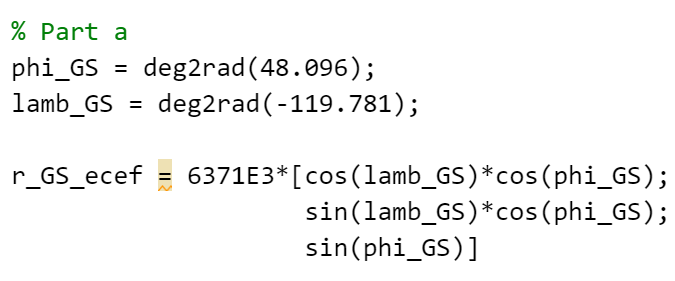 % Part a
phi_GS = deg2rad(48.096);
lamb_GS = deg2rad(-119.781);
r_GS_ecef = 6371E3*[cos(lamb_GS)*cos(phi_GS);
sin(lamb_GS)*cos(phi_GS);
sin(phi_GS)]